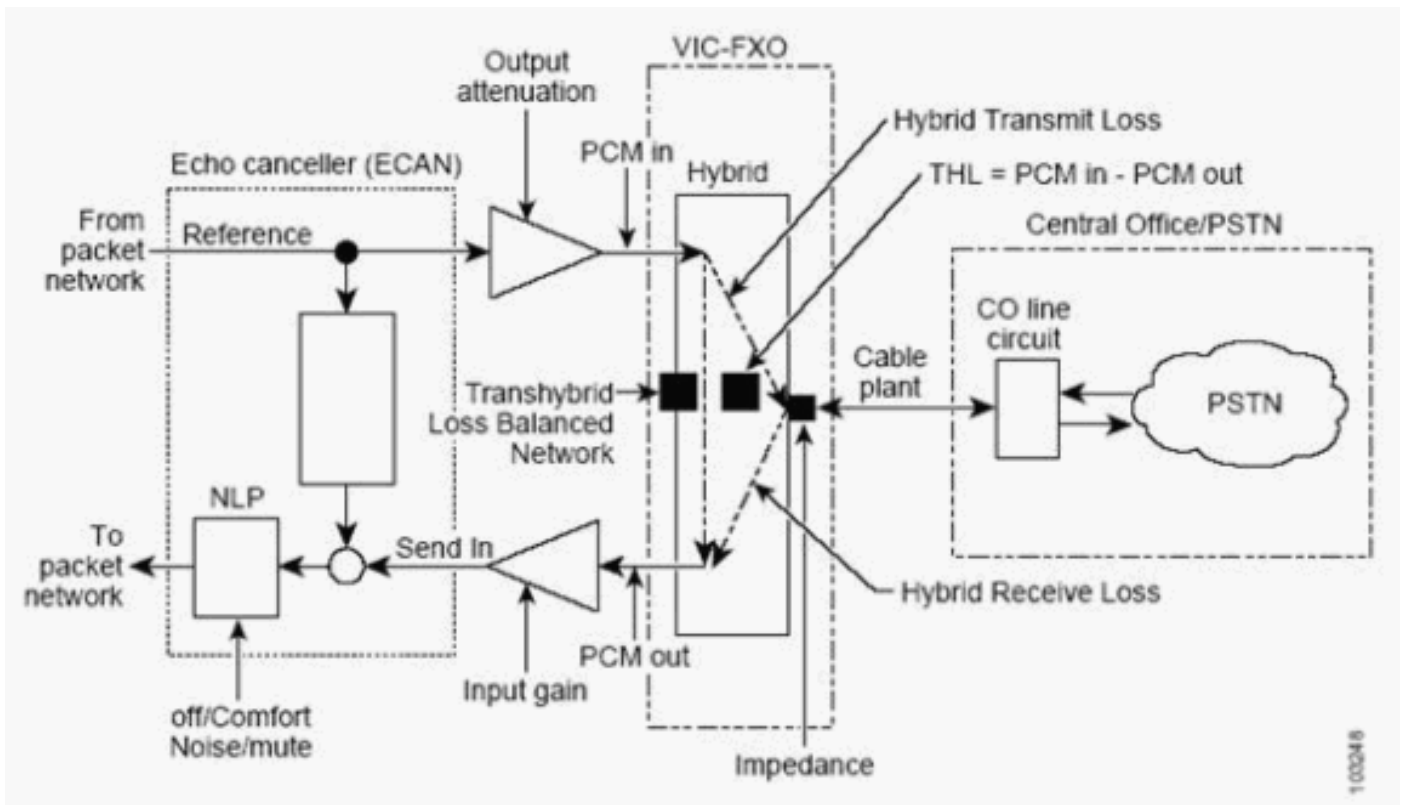 VIC-FXO
Output
attenuation
Hybrid Transmit Loss
PCM in
Echo canceller (ECAN)
Hybrid
THL = PCM in - PCM out
From
packet
network
Reference
Central Office/PSTN
CO line
circuit
Cable
plant
PSTN
Transhybrid
Loss Balanced
Network
NLP
To
packet
network
Send In
Hybrid Receive Loss
PCM out
Input gain
off/Comfort
Noise/mute
Impedance
103248